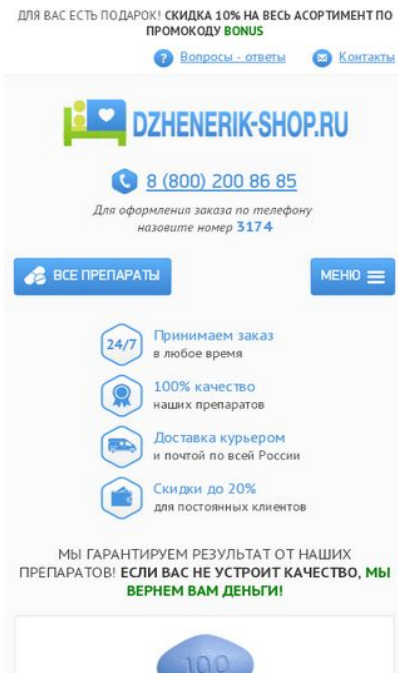 ДЛЯ ВАС ЕСТЬ ПОДАРОК! СКИДКА 10% НА ВЕСЬ АСОРТИМЕНТ ПО
ПРОМОКОДУ BONUS
Вопросы - ответы Контакты
DZHENERIK-SHOP.RU
8 (800) 200 86 85
Для оформления заказа по телефону
назовите номер 3174
ВСЕ ПРЕПАРАТЫ МЕНЮ
24/7 Принимаем заказ
в любое время
100% качество
наших препаратов
Доставка курьером
и почтой по всей России
Скидки до 20%
для постоянных клиентов
МЫ ГАРАНТИРУЕМ РЕЗУЛЬТАТ ОТ НАШИХ
ПРЕПАРАТОВ! ЕСЛИ ВАС НЕ УСТРОИТ КАЧЕСТВО, МЫ
ВЕРНЕМ ВАМ ДЕНЬГИ!
100